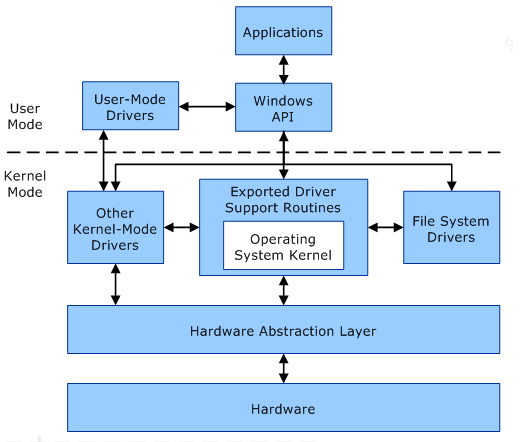 Applications
User-Mode
Drivers
Windows
API
User
Mode
Kernel
Mode
Other
Kernel-Mode
Drivers
Exported Driver
Support Routines
Operating
System Kernel
File System
Drivers
Hardware Abstraction Layer
Hardware